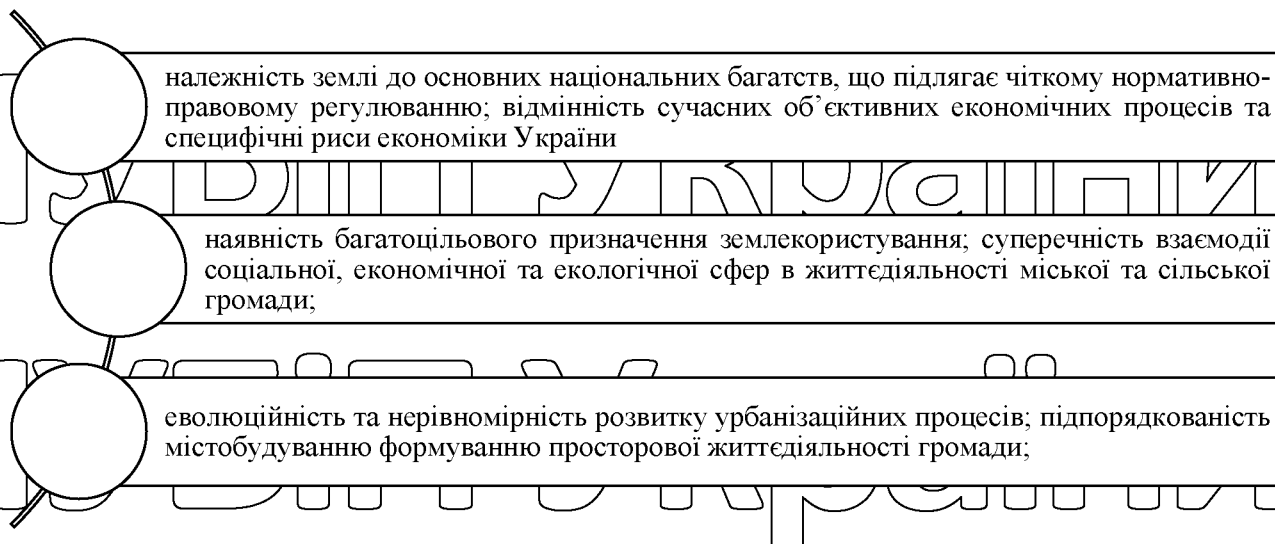 належність землі до основних національних багатств, що підлягає чіткому нормативно-
правовому регулюванню; відмінність сучасних об’єктивних економічних процесів та
специфічні риси економіки України
наявність багатоцільового призначення землекористування; суперечність взаємодії
соціальної, економічної та екологічної сфер в життєдіяльності міської та сільської
громади;
еволюційність та нерівномірність розвитку урбанізаційних процесів; підпорядкованість
містобудуванню формуванню просторової життєдіяльності громади;